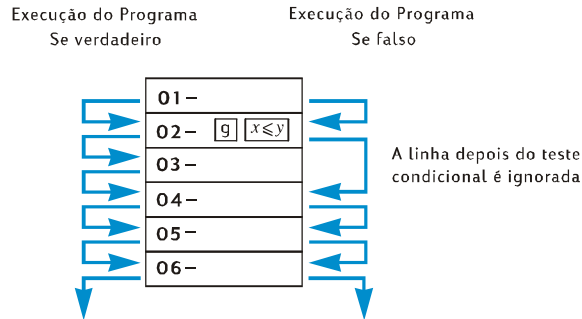 Execução do Programa
Se verdadeiro
Execução do Programa
Se falso
01–
02– g x⩽y
03–
04–
05–
06–
A linha depois do teste
condicional é ignorada